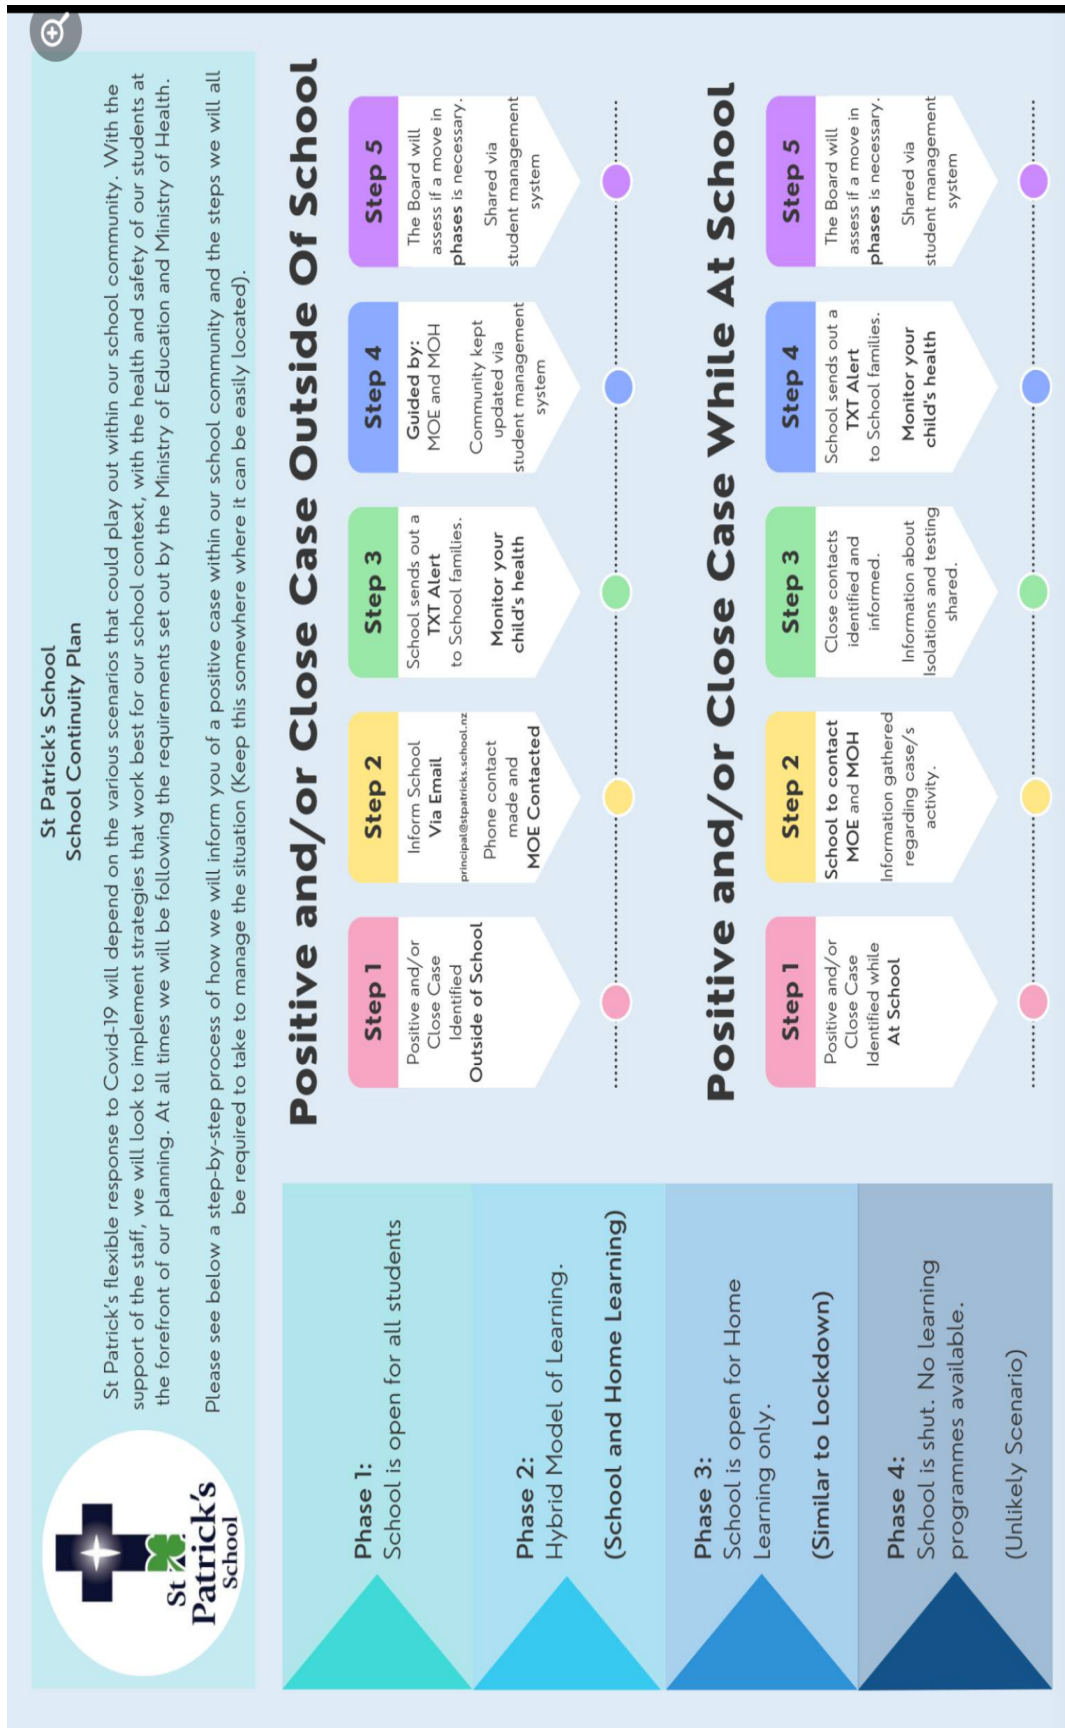 St Patrick's School
School Continuity Plan
St Patrick's flexible response to Covid-19 will depend on the various scenarios that could play out within our school community. With the
support of the staff, we will look to implement strategies that work best for our school context, with the health and safety of our students at
the forefront of our planning. At all times we will be following the requirements set out by the Ministry of Education and Ministry of Health.
Please see below a step-by-step process of how we will inform you of a positive case within our school community and the steps we will all
be required to take to manage the situation (Keep this somewhere where it can be easily located).
St
Patrick's
School
Phase 1:
School is open for all students
Phase 2:
Hybrid Model of Learning.
(School and Home Learning)
Phase 3:
School is open for Home
Learning only.
(Similar to Lockdown)
Phase 4:
School is shut. No learning
programmes available.
(Unlikely Scenario)
Positive and/or Close Case Outside Of School
Step 1
Positive and/or
Close Case
Identified
Outside of School
Step 2
Inform School
Via Email
principal@stpatricks.school.nz
Phone contact
made and
MOE Contacted
Step 3
School sends out a
TXT Alert
to School families.
Monitor your
child's health
Step 4
Guided by:
MOE and MOH
Community kept
updated via
student management
system
Step 5
The Board will
assess if a move in
phases is necessary.
Shared via
student management
system
Positive and/or Close Case While At School
Step 1
Positive and/or
Close Case
Identified while
At School
Step 2
School to contact
MOE and MOH
Information gathered
regarding case/s
activity.
Step 3
Close contacts
identified and
informed.
Information about
Isolations and testing
shared.
Step 4
School sends out a
TXT Alert
to School families.
Monitor your
child's health
Step 5
The Board will
assess if a move in
phases is necessary.
Shared via
student management
system